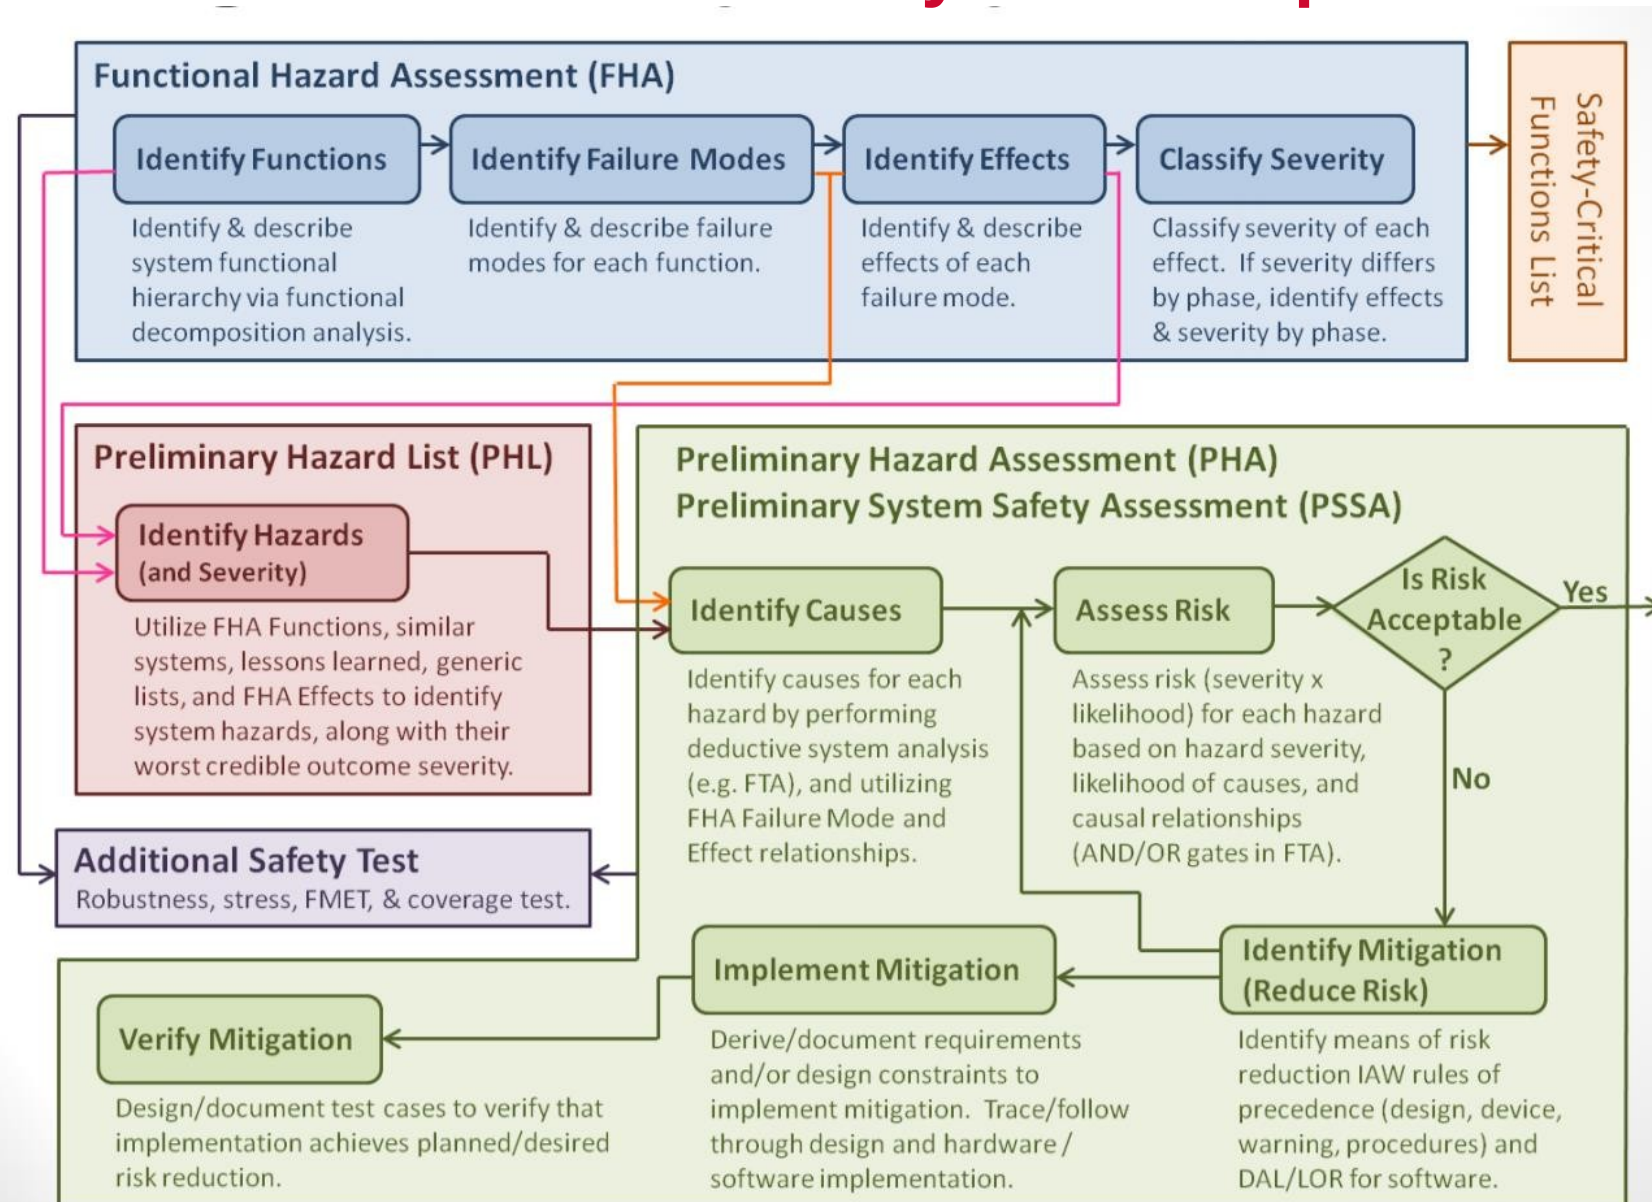 Functional Hazard Assessment (FHA)
Identify Functions
Identify & describe
system functional
hierarchy via functional
decomposition analysis.
Identify Failure Modes
Identify & describe failure
modes for each function.
Identify Effects
Identify & describe
effects of each
failure mode.
Classify Severity
Classify severity of each
effect. If severity differs
by phase, identify effects
& severity by phase.
Safety-Critical
Functions List
Preliminary Hazard List (PHL)
Identify Hazards
(and Severity)
Utilize FHA Functions, similar
systems, lessons learned, generic
lists, and FHA Effects to identify
system hazards, along with their
worst credible outcome severity.
Preliminary Hazard Assessment (PHA)
Preliminary System Safety Assessment (PSSA)
Identify Causes
Identify causes for each
hazard by performing
deductive system analysis
(e.g. FTA), and utilizing
FHA Failure Mode and
Effect relationships.
Assess Risk
Assess risk (severity x
likelihood) for each hazard
based on hazard severity,
likelihood of causes, and
causal relationships
(AND/OR gates in FTA).
Is Risk
Acceptable
?
Yes
No
Additional Safety Test
Robustness, stress, FMET, & coverage test.
Identify Mitigation
(Reduce Risk)
Identify means of risk
reduction IAW rules of
precedence (design, device,
warning, procedures) and
DAL/LOR for software.
Implement Mitigation
Derive/document requirements
and/or design constraints to
implement mitigation. Trace/follow
through design and hardware /
software implementation.
Verify Mitigation
Design/document test cases to verify that
implementation achieves planned/desired
risk reduction.